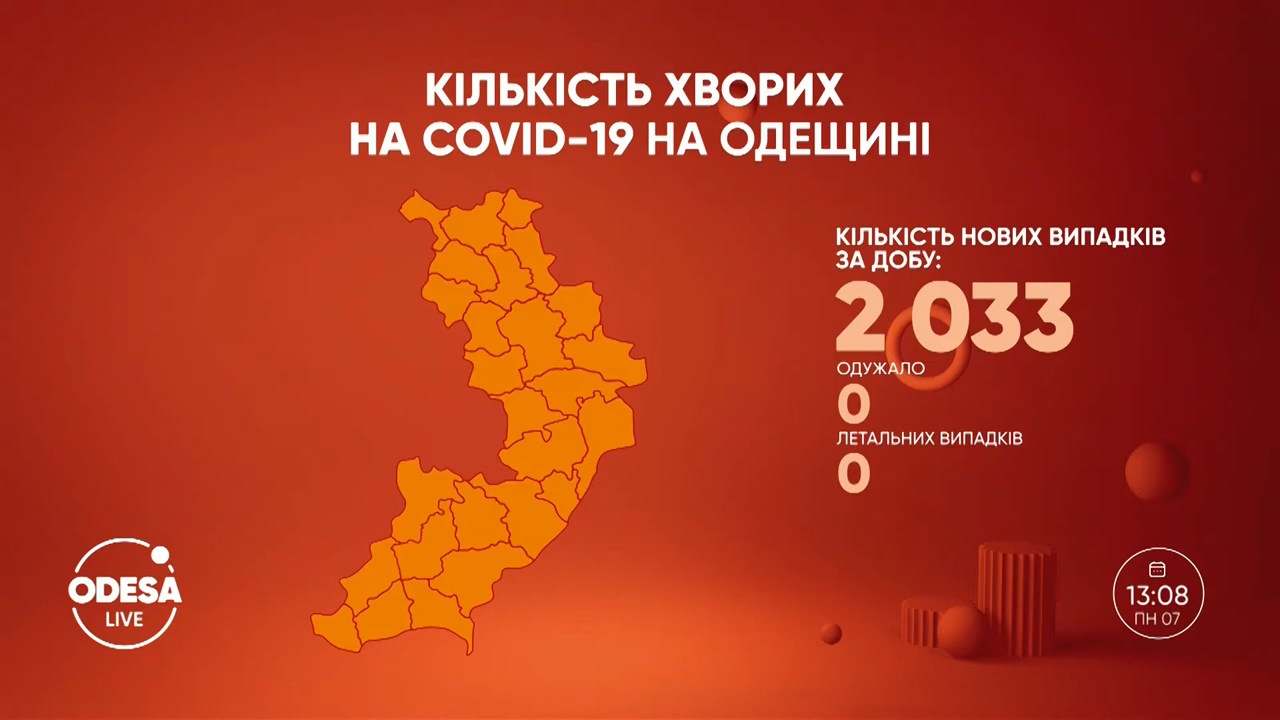 КІЛЬКІСТЬ ХВОРИХ
НА COVID-19 НА ОДЕЩИНІ
КІЛЬКІСТЬ НОВИХ ВИПАДКІВ
ЗА ДОБУ:
2 033
ОДУЖАЛО
0
ЛЕТАЛЬНИХ ВИПАДКІВ
0
ODESA
LIVE
13:08
ПН 07